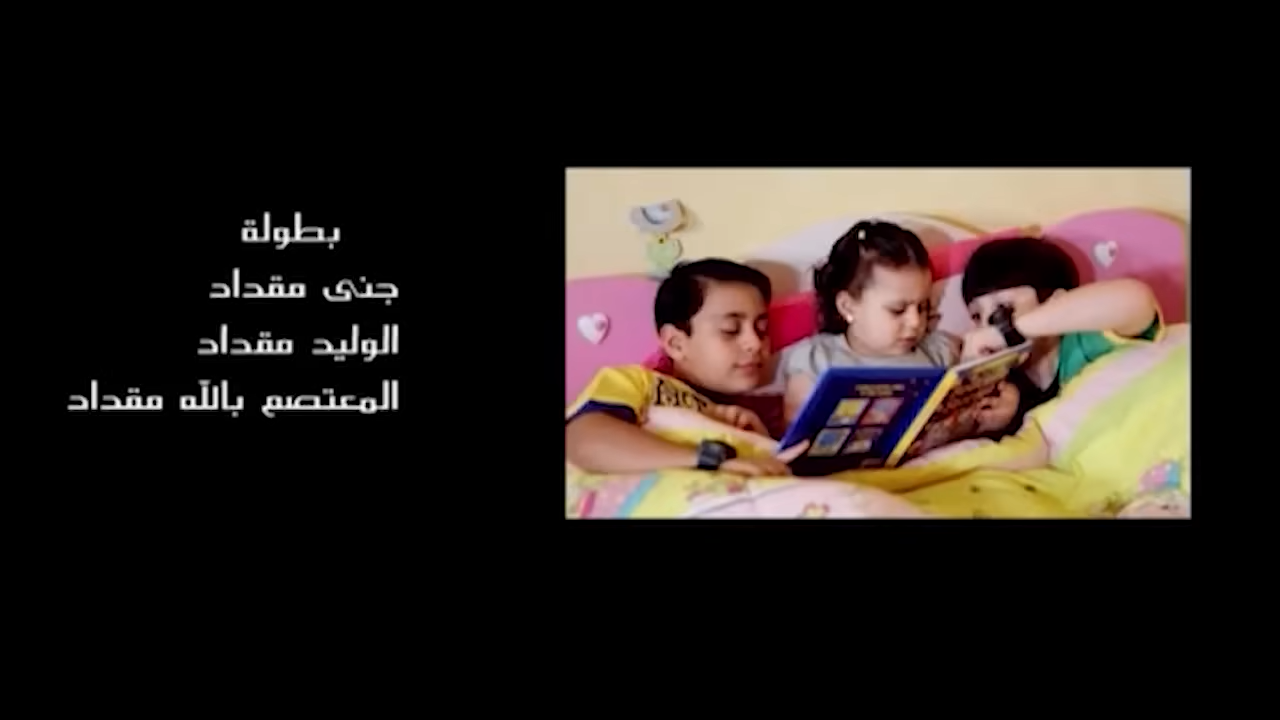 بطولة
جنى مقداد
الوليد مقداد
المعتصم بالله مقداد